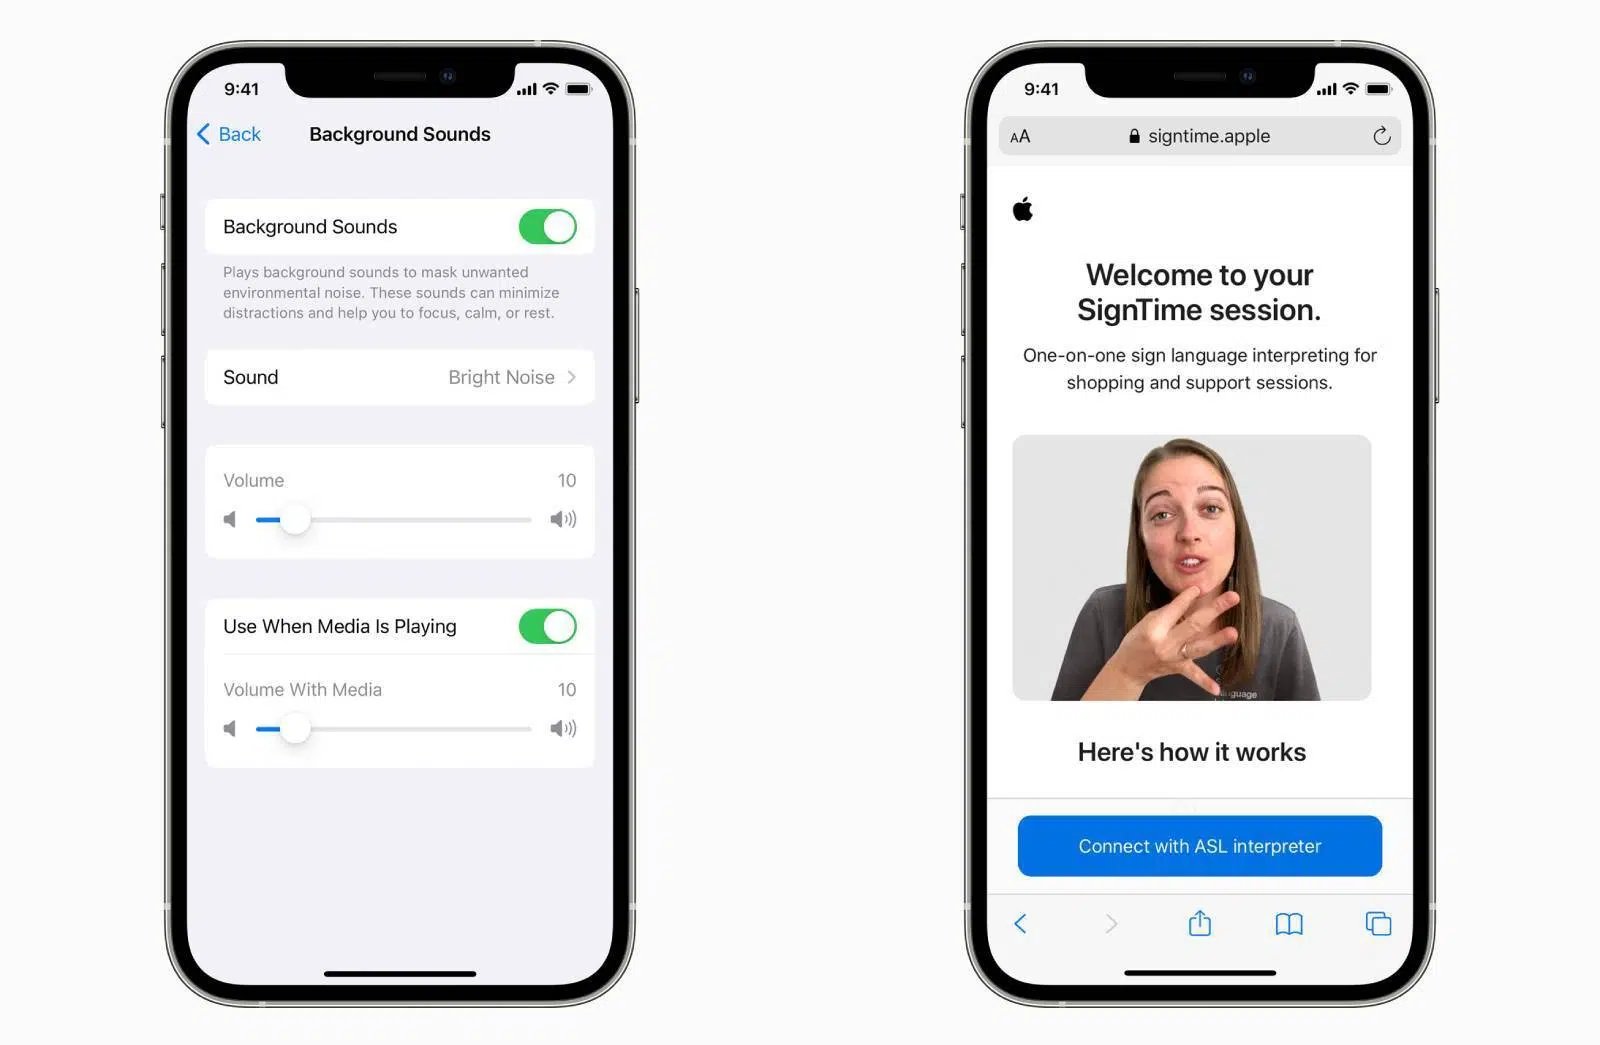 9:41
Back
Background Sounds
Background Sounds
Plays background sounds to mask unwanted
environmental noise. These sounds can minimize
distractions and help you to focus, calm, or rest.
Sound Bright Noise
Volume 10
Use When Media Is Playing
Volume With Media 10
9:41
AA signtime.apple
Welcome to your
SignTime session.
One-on-one sign language interpreting for
shopping and support sessions.
Here's how it works
Connect with ASL interpreter